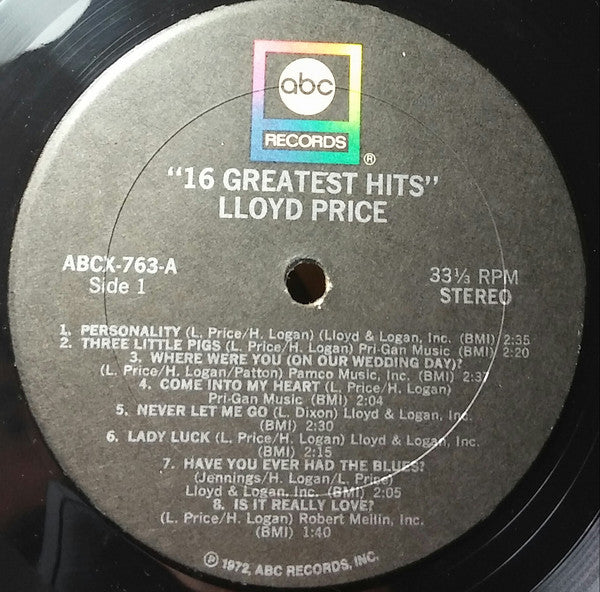 abc
RECORDS
®
"16 GREATEST HITS"
LLOYD PRICE
ABCX-763-A
Side 1
33⅓ RPM
STEREO
1. PERSONALITY (L. Price/H. Logan) (Lloyd & Logan, Inc. (BMI) 2:35
2. THREE LITTLE PIGS (L. Price/H. Logan) Pri-Gan Music (BMI) 2:20
3. WHERE WERE YOU (ON OUR WEDDING DAY)?
(L. Price/H. Logan/Patton) Pamco Music, Inc. (BMI) 2:37
4. COME INTO MY HEART (L. Price/H. Logan)
Pri-Gan Music (BMI) 2:04
5. NEVER LET ME GO (L. Dixon) Lloyd & Logan, Inc.
(BMI) 2:30
6. LADY LUCK (L. Price/H. Logan) Lloyd & Logan, Inc.
(BMI) 2:15
7. HAVE YOU EVER HAD THE BLUES?
(Jennings/H. Logan/L. Price)
Lloyd & Logan, Inc. (BMI) 2:05
8. IS IT REALLY LOVE?
(L. Price/H. Logan) Robert Mellin, Inc.
(BMI) 1:40
℗ 1972, ABC RECORDS, INC.